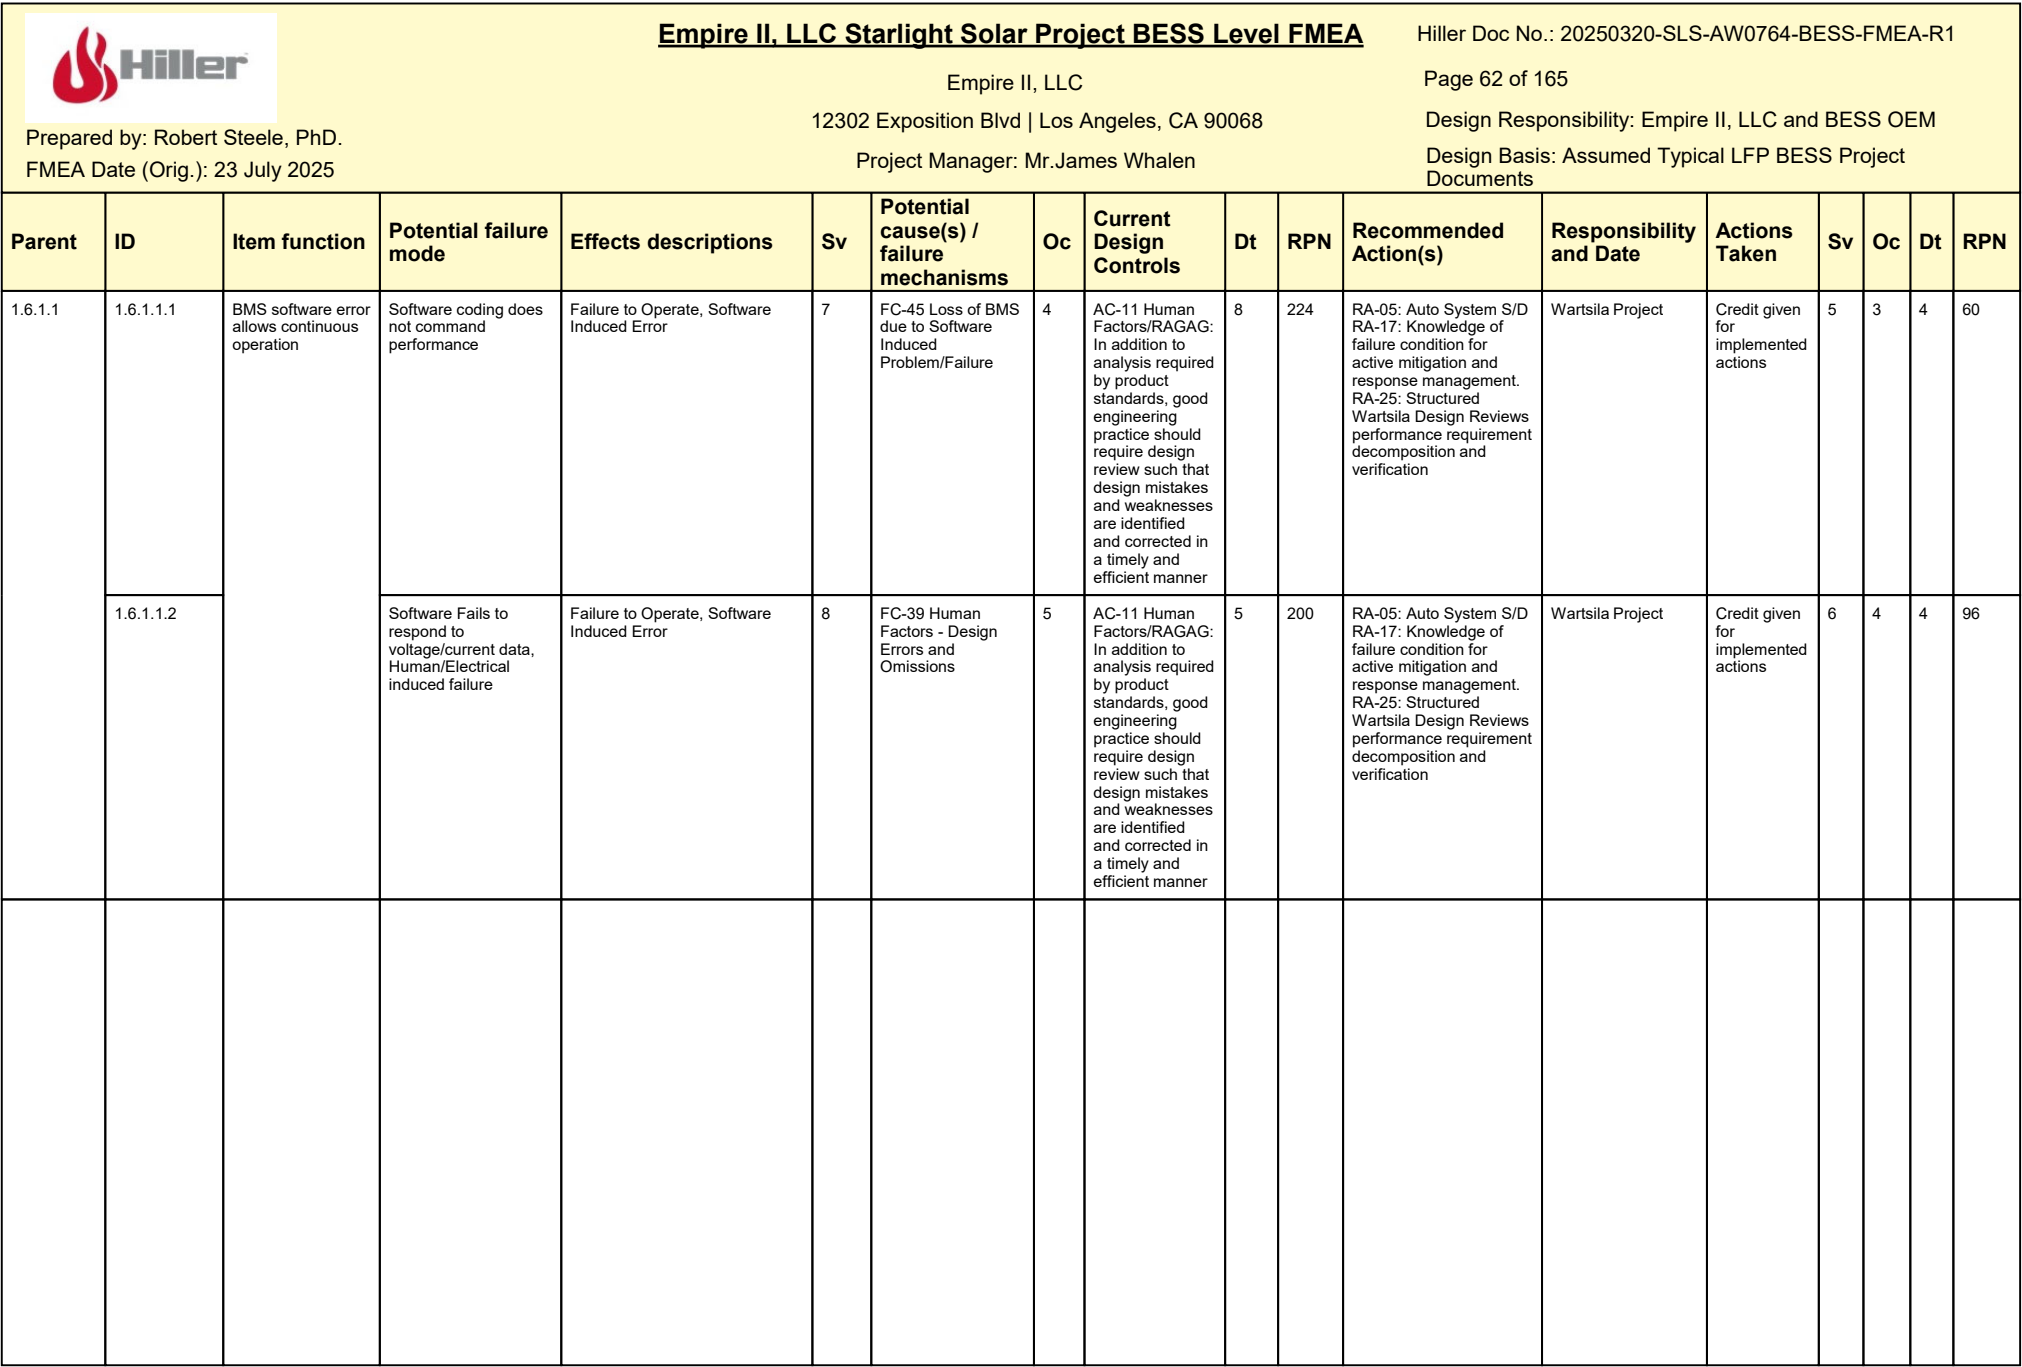 Hiller
Prepared by: Robert Steele, PhD.
FMEA Date (Orig.): 23 July 2025
Empire II, LLC Starlight Solar Project BESS Level FMEA
Empire II, LLC
12302 Exposition Blvd | Los Angeles, CA 90068
Project Manager: Mr.James Whalen
Hiller Doc No.: 20250320-SLS-AW0764-BESS-FMEA-R1
Page 62 of 165
Design Responsibility: Empire II, LLC and BESS OEM
Design Basis: Assumed Typical LFP BESS Project
Documents
Parent
ID
Item function
Potential failure
mode
Effects descriptions
Sv
Potential
cause(s) /
failure
mechanisms
Oc
Current
Design
Controls
Dt
RPN
Recommended
Action(s)
Responsibility
and Date
Actions
Taken
Sv
Oc
Dt
RPN
1.6.1.1
1.6.1.1.1
BMS software error
allows continuous
operation
Software coding does
not command
performance
Failure to Operate, Software
Induced Error
7
FC-45 Loss of BMS
due to Software
Induced
Problem/Failure
4
AC-11 Human
Factors/RAGAG:
In addition to
analysis required
by product
standards, good
engineering
practice should
require design
review such that
design mistakes
and weaknesses
are identified
and corrected in
a timely and
efficient manner
8
224
RA-05: Auto System S/D
RA-17: Knowledge of
failure condition for
active mitigation and
response management.
RA-25: Structured
Wartsila Design Reviews
performance requirement
decomposition and
verification
Wartsila Project
Credit given
for
implemented
actions
5
3
4
60
1.6.1.1.2
Software Fails to
respond to
voltage/current data,
Human/Electrical
induced failure
Failure to Operate, Software
Induced Error
8
FC-39 Human
Factors - Design
Errors and
Omissions
5
AC-11 Human
Factors/RAGAG:
In addition to
analysis required
by product
standards, good
engineering
practice should
require design
review such that
design mistakes
and weaknesses
are identified
and corrected in
a timely and
efficient manner
5
200
RA-05: Auto System S/D
RA-17: Knowledge of
failure condition for
active mitigation and
response management.
RA-25: Structured
Wartsila Design Reviews
performance requirement
decomposition and
verification
Wartsila Project
Credit given
for
implemented
actions
6
4
4
96